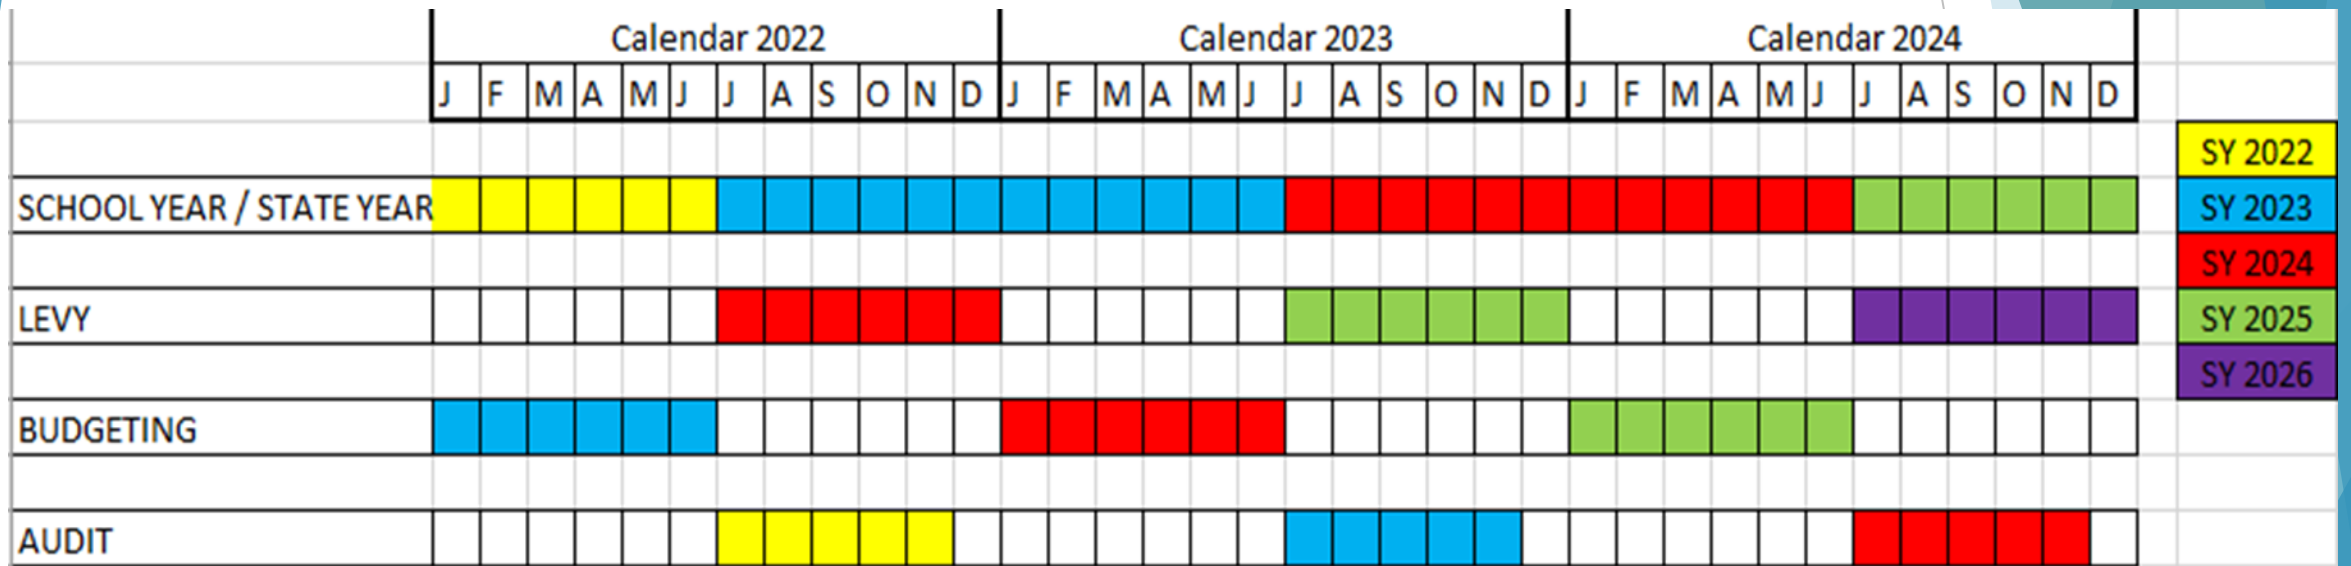 Calendar 2022 Calendar 2023 Calendar 2024
J F M A M J J A S O N D J F M A M J J A S O N D J F M A M J J A S O N D
SY 2022
SCHOOL YEAR / STATE YEAR SY 2023
SY 2024
LEVY SY 2025
SY 2026
BUDGETING
AUDIT